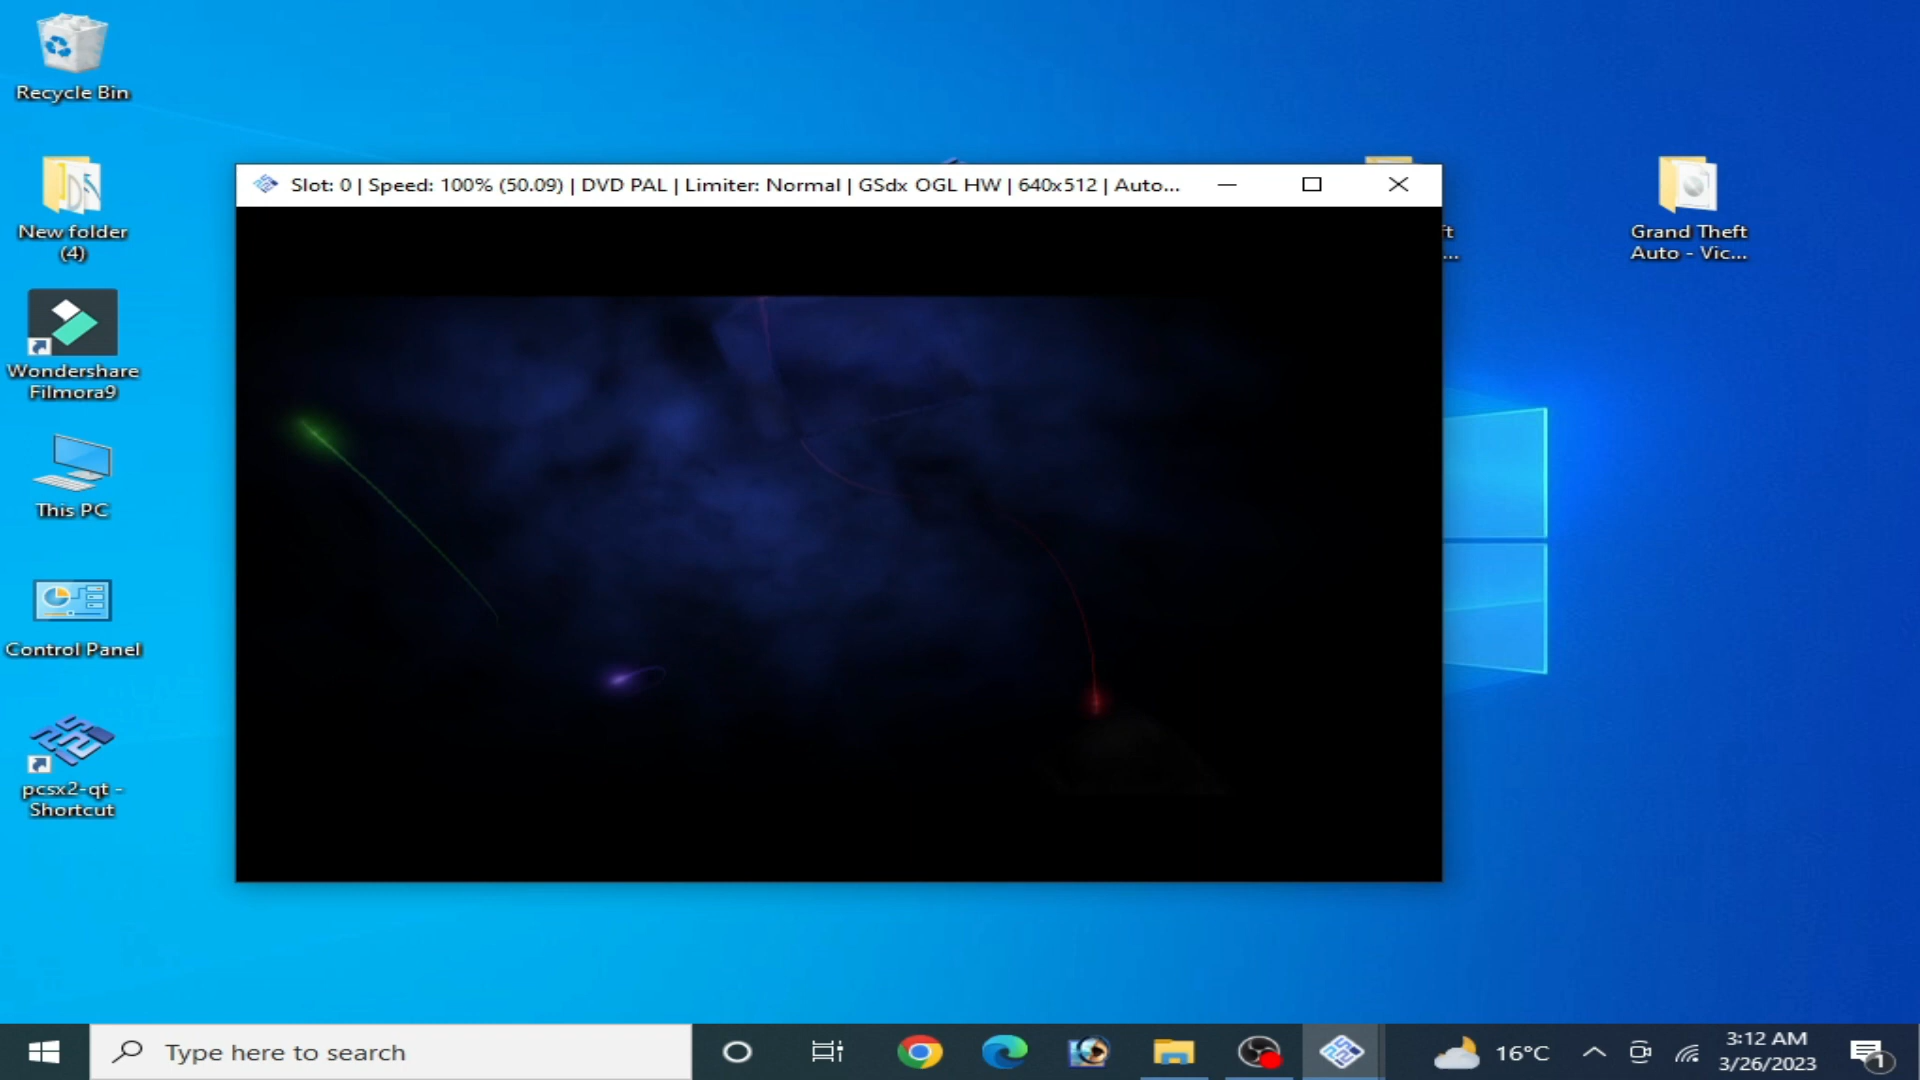 Recycle Bin
Slot: 0 | Speed: 100% (50.09) | DVD PAL | Limiter: Normal | GSdx OGL HW | 640x512 | Auto...
New folder
(4)
ft
...
Grand Theft
Auto - Vic...
Wondershare
Filmora9
This PC
Control Panel
pcsx2-qt -
Shortcut
Type here to search
16°C
3:12 AM
3/26/2023
1